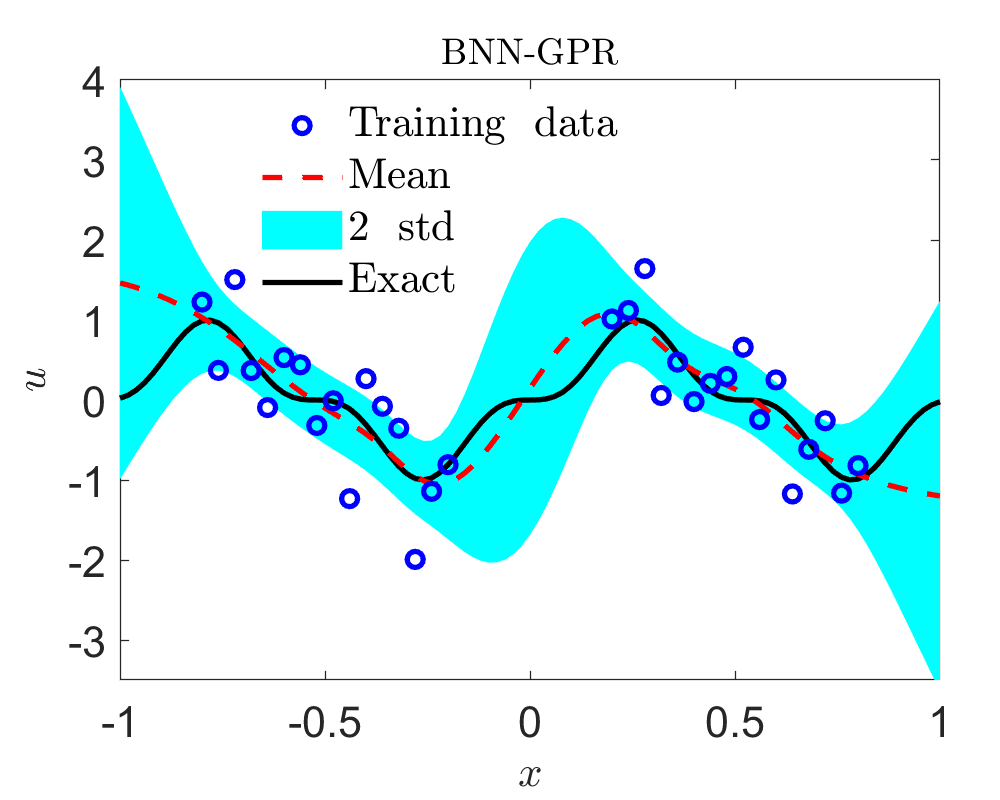 BNN-GPR
4
3
2
1
0
-1
-2
-3
u
Training data
Mean
2 std
Exact
-1 -0.5 0 0.5 1
x